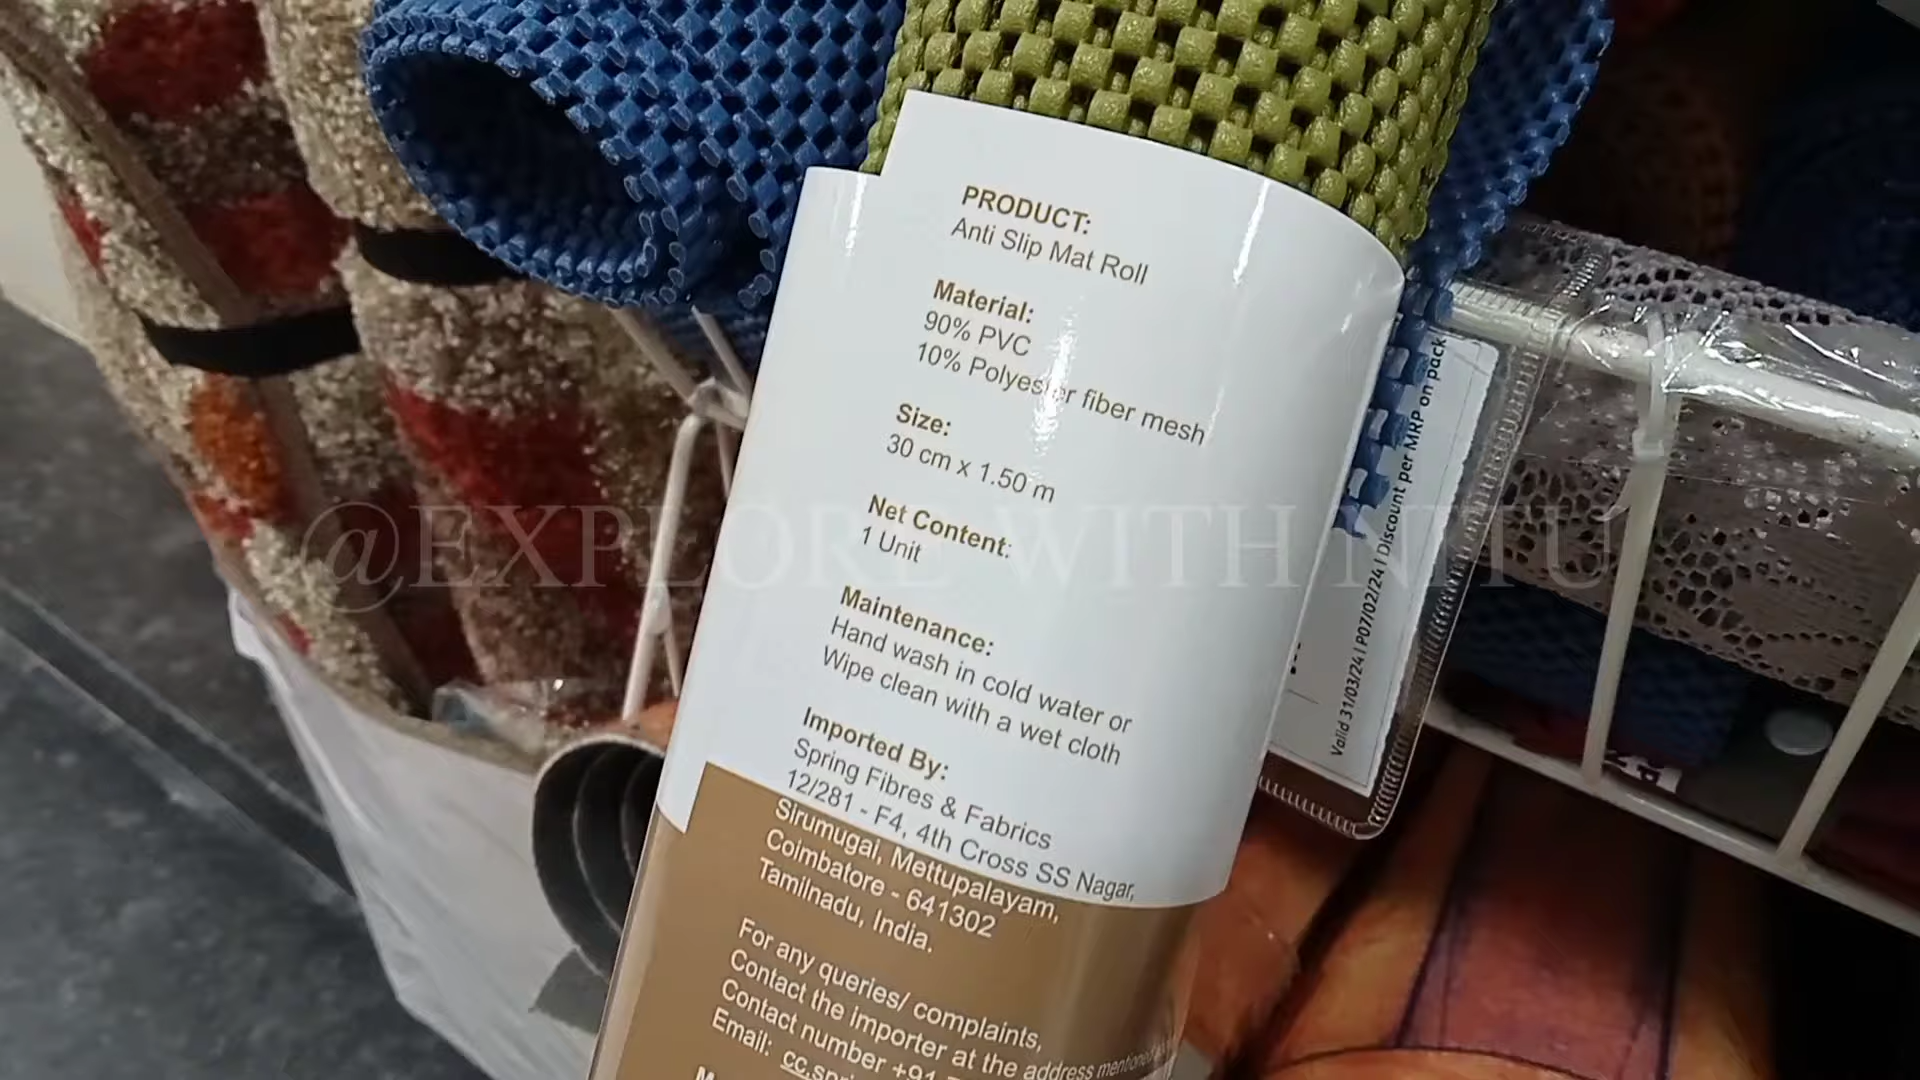 PRODUCT:
Anti Slip Mat Roll
Material:
90% PVC
10% Polyester fiber mesh
Size:
30 cm x 1.50 m
Net Content:
1 Unit
Maintenance:
Hand wash in cold water or
Wipe clean with a wet cloth
Imported By:
Spring Fibres & Fabrics
12/281 - F4, 4th Cross SS Nagar,
Sirumugai, Mettupalayam,
Coimbatore - 641302
Tamilnadu, India.
For any queries/ complaints,
Contact the importer at the address mentioned
Contact number +91
Email:
Valid 31/03/24 | P07/02/24 | Discount per MRP on pack
@EXPLORE WITH NITU